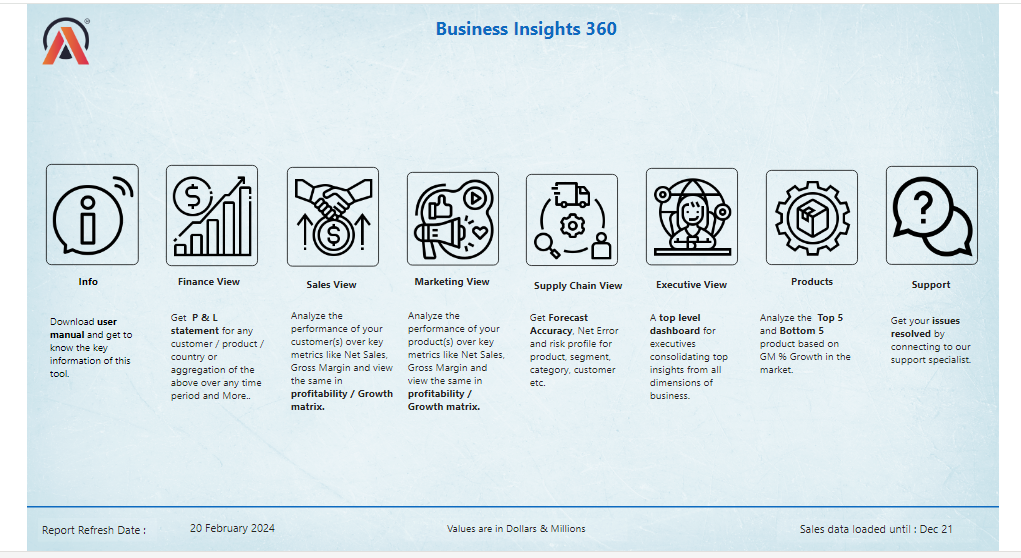 Business Insights 360
Info
Download user
manual and get to
know the key
information of this
tool.
Finance View
Get P & L
statement for any
customer / product /
country or
aggregation of the
above over any time
period and More..
Sales View
Analyze the
performance of your
customer(s) over key
metrics like Net Sales,
Gross Margin and view
the same in
profitability / Growth
matrix.
Marketing View
Analyze the
performance of your
product(s) over key
metrics like Net Sales,
Gross Margin and
view the same in
profitability /
Growth matrix.
Supply Chain View
Get Forecast
Accuracy, Net Error
and risk profile for
product, segment,
category, customer
etc.
Executive View
A top level
dashboard for
executives
consolidating top
insights from all
dimensions of
business.
Products
Analyze the Top 5
and Bottom 5
product based on
GM % Growth in the
market.
Support
Get your issues
resolved by
connecting to our
support specialist.
Report Refresh Date : 20 February 2024
Values are in Dollars & Millions
Sales data loaded until : Dec 21